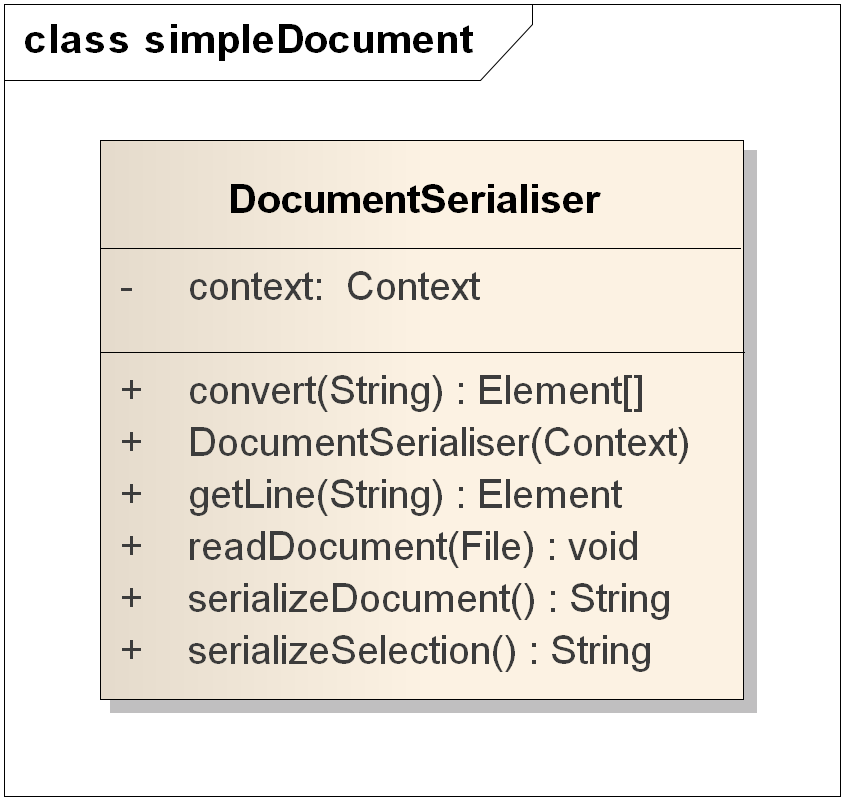 class simpleDocument
DocumentSerialiser
- context: Context
+ convert(String) : Element[]
+ DocumentSerialiser(Context)
+ getLine(String) : Element
+ readDocument(File) : void
+ serializeDocument() : String
+ serializeSelection() : String